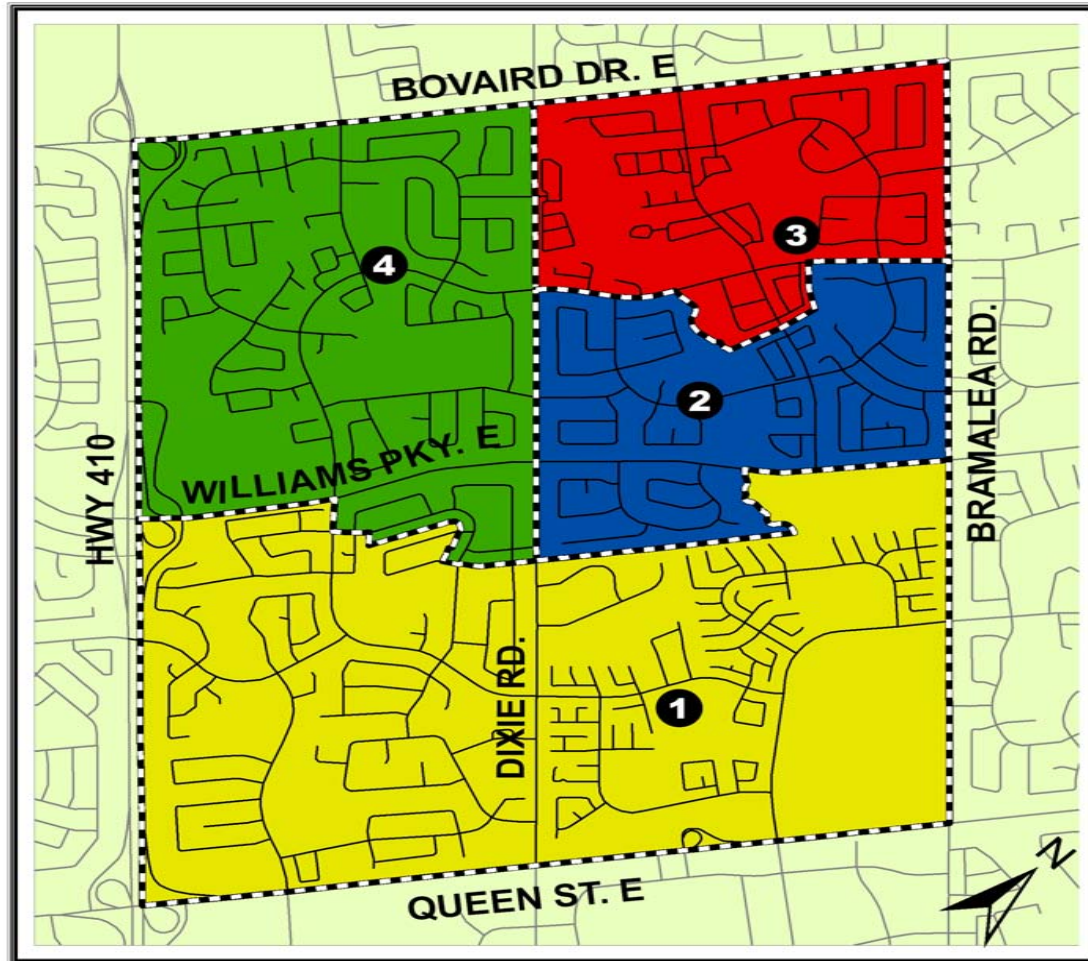 BOVAIRD DR. E
3
4
2
WILLIAMS PKY. E
HWY 410
BRAMALEA RD.
DIXIE RD.
1
QUEEN ST. E
N